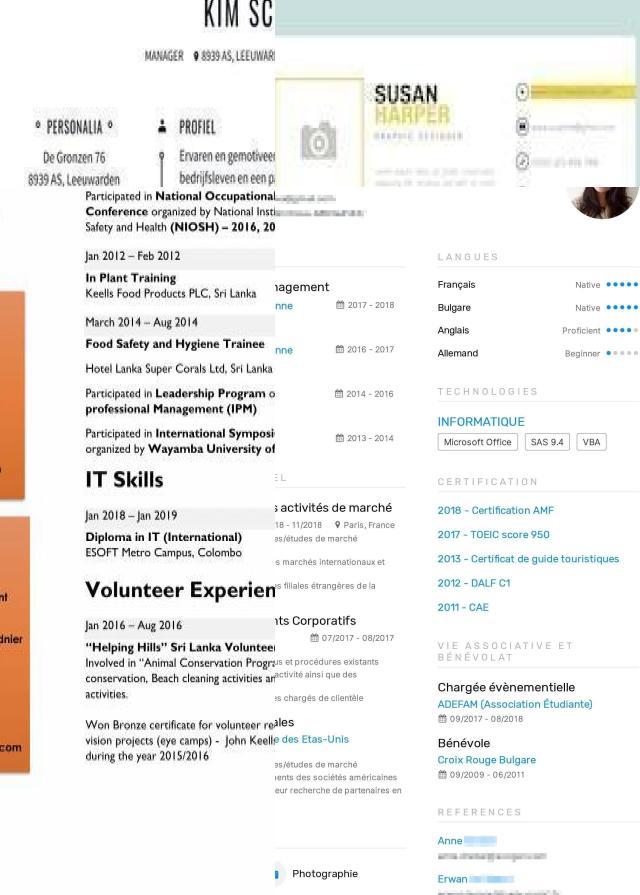 KIM SC
MANAGER 8939 AS, LEEUWAR
PERSONALIA
De Gronzen 76
8939 AS, Leeuwarden
PROFIEL
Ervaren en gemotivee
bedrijfsleven en een pa
SUSAN
HARPER
GRAPHIC DESIGNER
Participated in National Occupational
Conference organized by National Insti
Safety and Health (NIOSH) – 2016, 20
Jan 2012 – Feb 2012
In Plant Training
Keells Food Products PLC, Sri Lanka
March 2014 – Aug 2014
Food Safety and Hygiene Trainee
Hotel Lanka Super Corals Ltd, Sri Lanka
Participated in Leadership Program o
professional Management (IPM)
Participated in International Symposi
organized by Wayamba University of
IT Skills
Jan 2018 – Jan 2019
Diploma in IT (International)
ESOFT Metro Campus, Colombo
Volunteer Experien
Jan 2016 – Aug 2016
“Helping Hills” Sri Lanka Voluntee
Involved in “Animal Conservation Progra
conservation, Beach cleaning activities an
activities.
Won Bronze certificate for volunteer re
vision projects (eye camps) - John Keell
during the year 2015/2016
nt
dnier
com
nagement
nne 2017 - 2018
nne 2016 - 2017
2014 - 2016
2013 - 2014
EL
s activités de marché
18 - 11/2018 Paris, France
es/études de marché
s marchés internationaux et
s filiales étrangères de la
nts Corporatifs
07/2017 - 08/2017
us et procédures existants
activité ainsi que des
es chargés de clientèle
ales
e des Etas-Unis
es/études de marché
ents des sociétés américaines
eur recherche de partenaires en
Photographie
LANGUES
Français Native
Bulgare Native
Anglais Proficient
Allemand Beginner
TECHNOLOGIES
INFORMATIQUE
Microsoft Office SAS 9.4 VBA
CERTIFICATION
2018 - Certification AMF
2017 - TOEIC score 950
2013 - Certificat de guide touristiques
2012 - DALF C1
2011 - CAE
VIE ASSOCIATIVE ET
BÉNÉVOLAT
Chargée évènementielle
ADEFAM (Association Étudiante)
09/2017 - 08/2018
Bénévole
Croix Rouge Bulgare
09/2009 - 06/2011
REFERENCES
Anne
Erwan